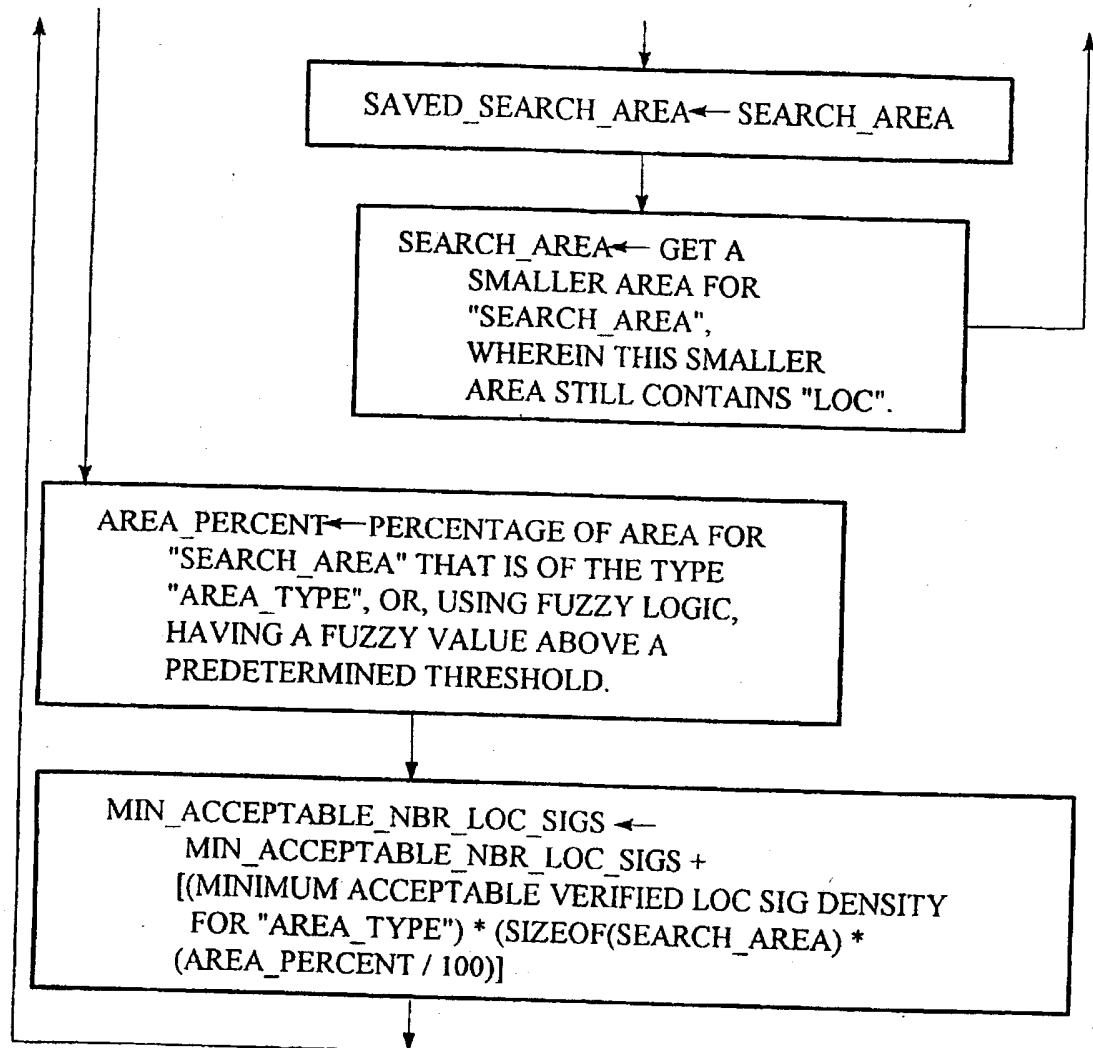 SAVED_SEARCH_AREA ← SEARCH_AREA
SEARCH_AREA ← GET A
SMALLER AREA FOR
"SEARCH_AREA",
WHEREIN THIS SMALLER
AREA STILL CONTAINS "LOC".
AREA_PERCENT ← PERCENTAGE OF AREA FOR
"SEARCH_AREA" THAT IS OF THE TYPE
"AREA_TYPE", OR, USING FUZZY LOGIC,
HAVING A FUZZY VALUE ABOVE A
PREDETERMINED THRESHOLD.
MIN_ACCEPTABLE_NBR_LOC_SIGS ←
MIN_ACCEPTABLE_NBR_LOC_SIGS +
[(MINIMUM ACCEPTABLE VERIFIED LOC SIG DENSITY
FOR "AREA_TYPE") * (SIZEOF(SEARCH_AREA) *
(AREA_PERCENT / 100)]